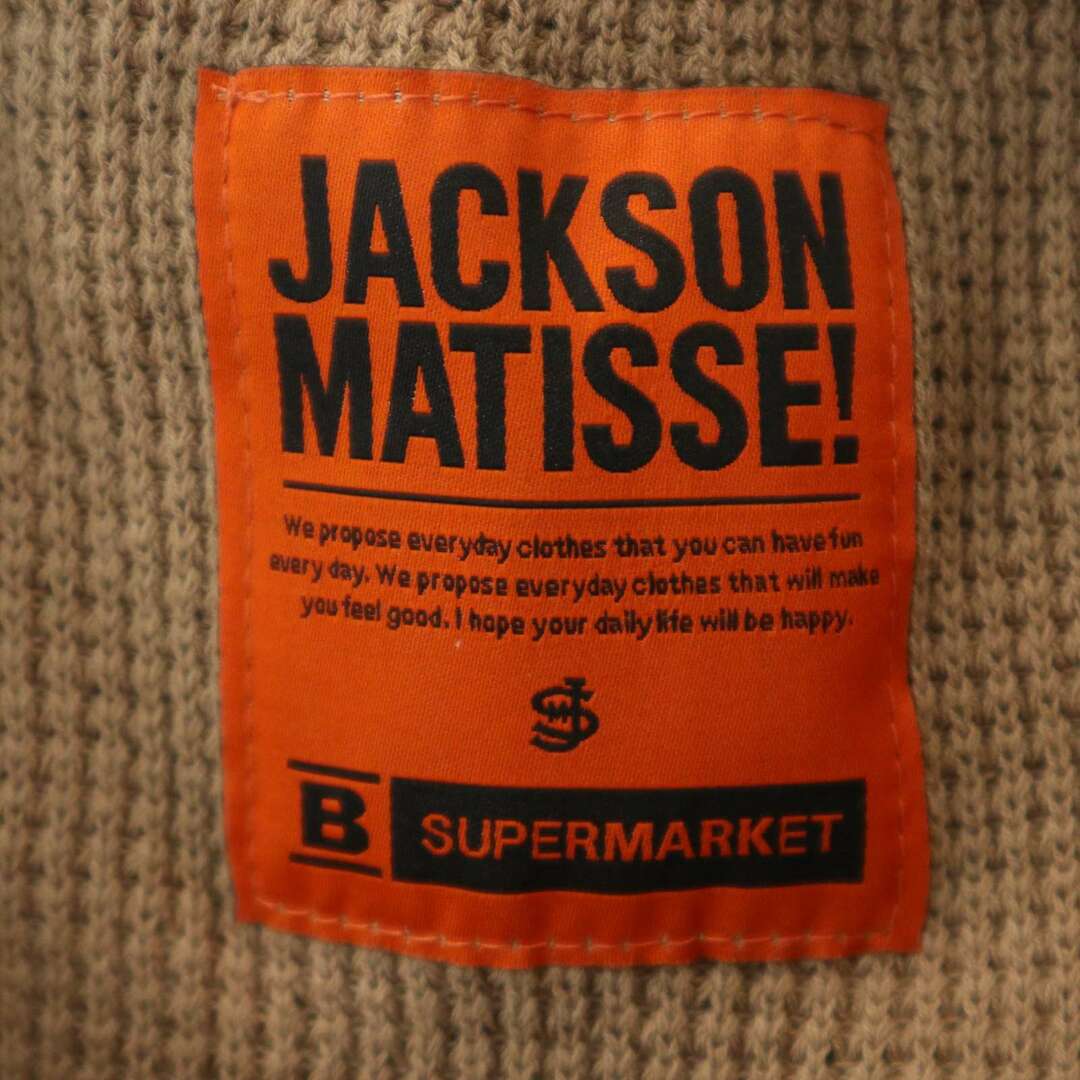 JACKSON
MATISSE!
We propose everyday clothes that you can have fun
every day. We propose everyday clothes that will make
you feel good. I hope your daily life will be happy.
B SUPERMARKET